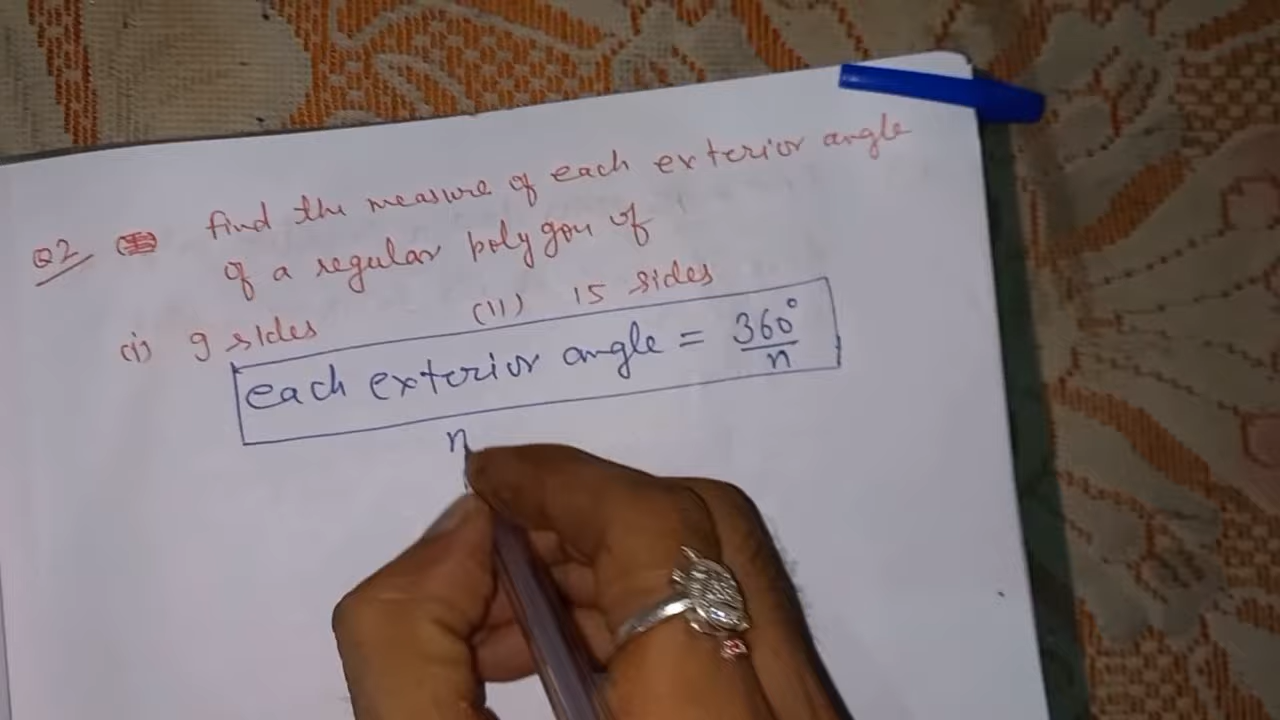 Q2 find the measure of each exterior angle
of a regular polygon of
(i) 9 sides (11) 15 sides
each exterior angle = 360°/n
n